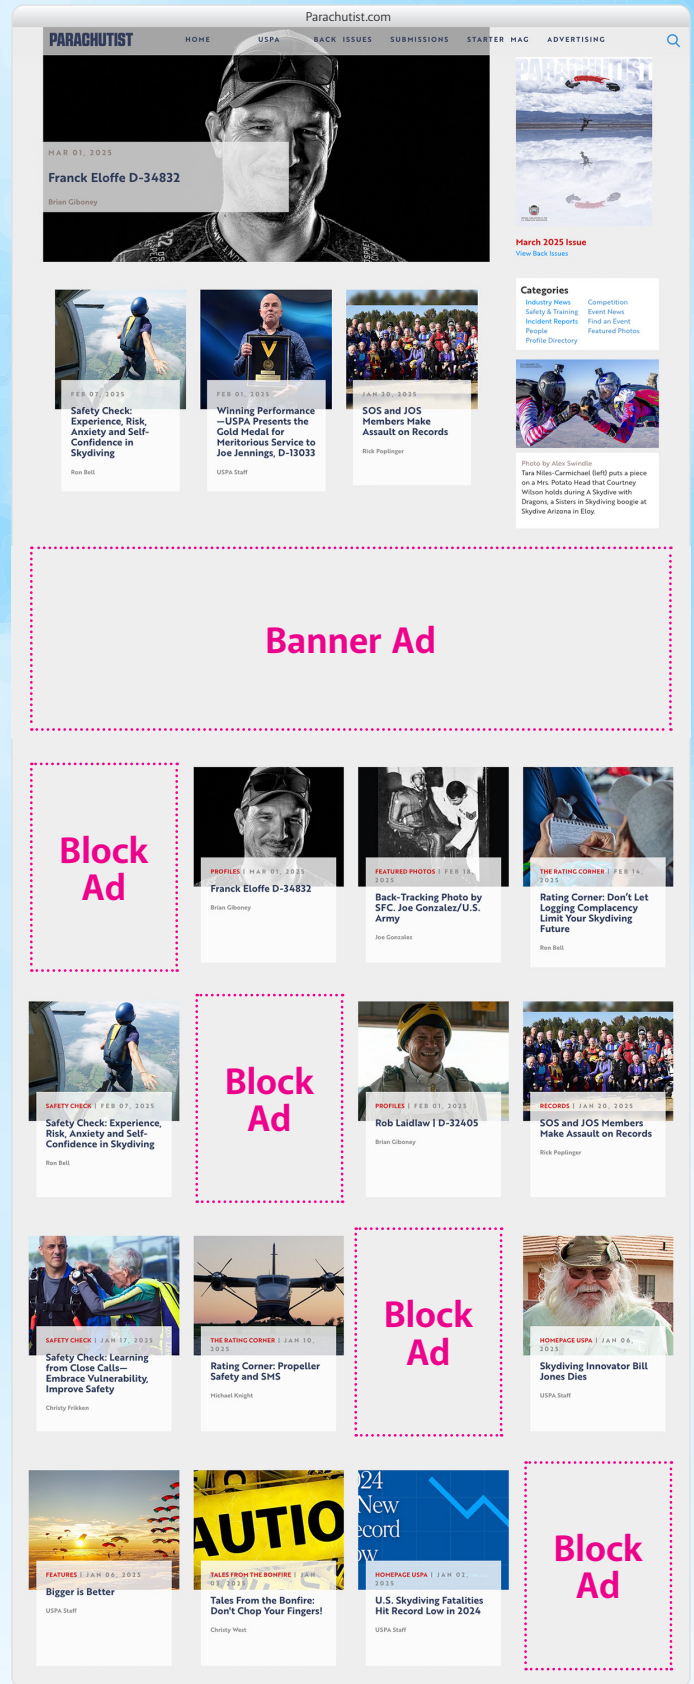 Parachutist.com
PARACHUTIST
HOME
USPA
BACK ISSUES
SUBMISSIONS
STARTER MAG
ADVERTISING
MAR 01, 2025
Franck Eloffe D-34832
Brian Giboney
PARACHUTIST
March 2025 Issue
View Back Issues
FEB 07, 2025
Safety Check:
Experience, Risk,
Anxiety and Self-
Confidence in
Skydiving
Ron Bell
FEB 01, 2025
Winning Performance
—USPA Presents the
Gold Medal for
Meritorious Service to
Joe Jennings, D-13033
USPA Staff
JAN 20, 2025
SOS and JOS
Members Make
Assault on Records
Rick Poplinger
Categories
Industry News
Safety & Training
Incident Reports
People
Profile Directory
Competition
Event News
Find an Event
Featured Photos
Photo by Alex Swindle
Tara Niles-Carmichael (left) puts a piece
on a Mrs. Potato Head that Courtney
Wilson holds during A Skydive with
Dragons, a Sisters in Skydiving boogie at
Skydive Arizona in Eloy.
Banner Ad
Block
Ad
PROFILES | MAR 01, 2025
Franck Eloffe D-34832
Brian Giboney
FEATURED PHOTOS | FEB
2025
Back-Tracking Photo by
SFC. Joe Gonzalez/U.S.
Army
Joe Gonzalez
THE RATING CORNER | FEB 14,
2025
Rating Corner: Don't Let
Logging Complacency
Limit Your Skydiving
Future
Ron Bell
SAFETY CHECK | FEB 07, 2025
Safety Check: Experience,
Risk, Anxiety and Self-
Confidence in Skydiving
Ron Bell
Block
Ad
PROFILES | FEB 01, 2025
Rob Laidlaw | D-32405
Brian Giboney
RECORDS | JAN 20, 2025
SOS and JOS Members
Make Assault on Records
Rick Poplinger
SAFETY CHECK | JAN 17, 2025
Safety Check: Learning
from Close Calls—
Embrace Vulnerability,
Improve Safety
Christy Frikken
THE RATING CORNER | JAN 10,
2025
Rating Corner: Propeller
Safety and SMS
Michael Knight
Block
Ad
HOMEPAGE USPA | JAN 06,
2025
Skydiving Innovator Bill
Jones Dies
USPA Staff
FEATURES | JAN 06, 2025
Bigger is Better
USPA Staff
AUTIO
TALES FROM THE BONFIRE | JAN
03, 2025
Tales From the Bonfire:
Don't Chop Your Fingers!
Christy West
024
New
ecord
ow
HOMEPAGE USPA | JAN 02,
2025
U.S. Skydiving Fatalities
Hit Record Low in 2024
USPA Staff
Block
Ad